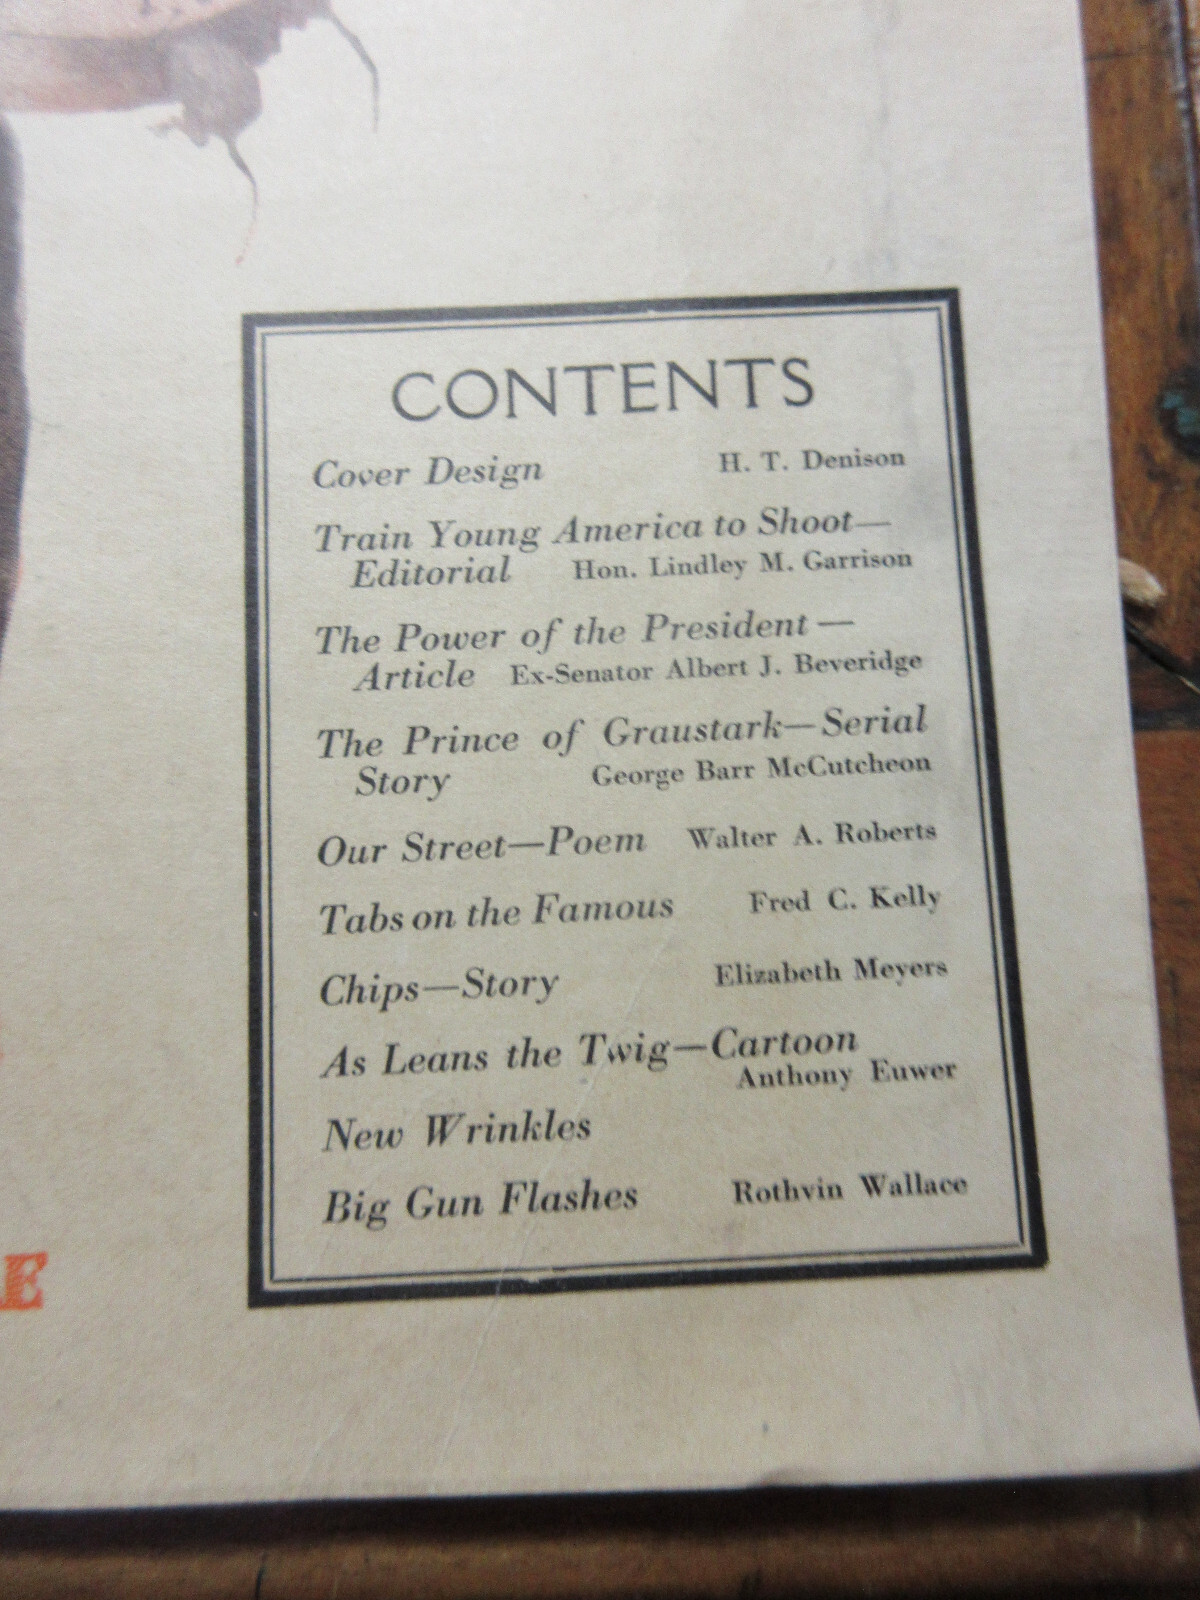 CONTENTS
Cover Design H. T. Denison
Train Young America to Shoot—
Editorial Hon. Lindley M. Garrison
The Power of the President —
Article Ex-Senator Albert J. Beveridge
The Prince of Graustark—Serial
Story George Barr McCutcheon
Our Street—Poem Walter A. Roberts
Tabs on the Famous Fred C. Kelly
Chips—Story Elizabeth Meyers
As Leans the Twig—Cartoon
Anthony Euwer
New Wrinkles
Big Gun Flashes Rothvin Wallace
E